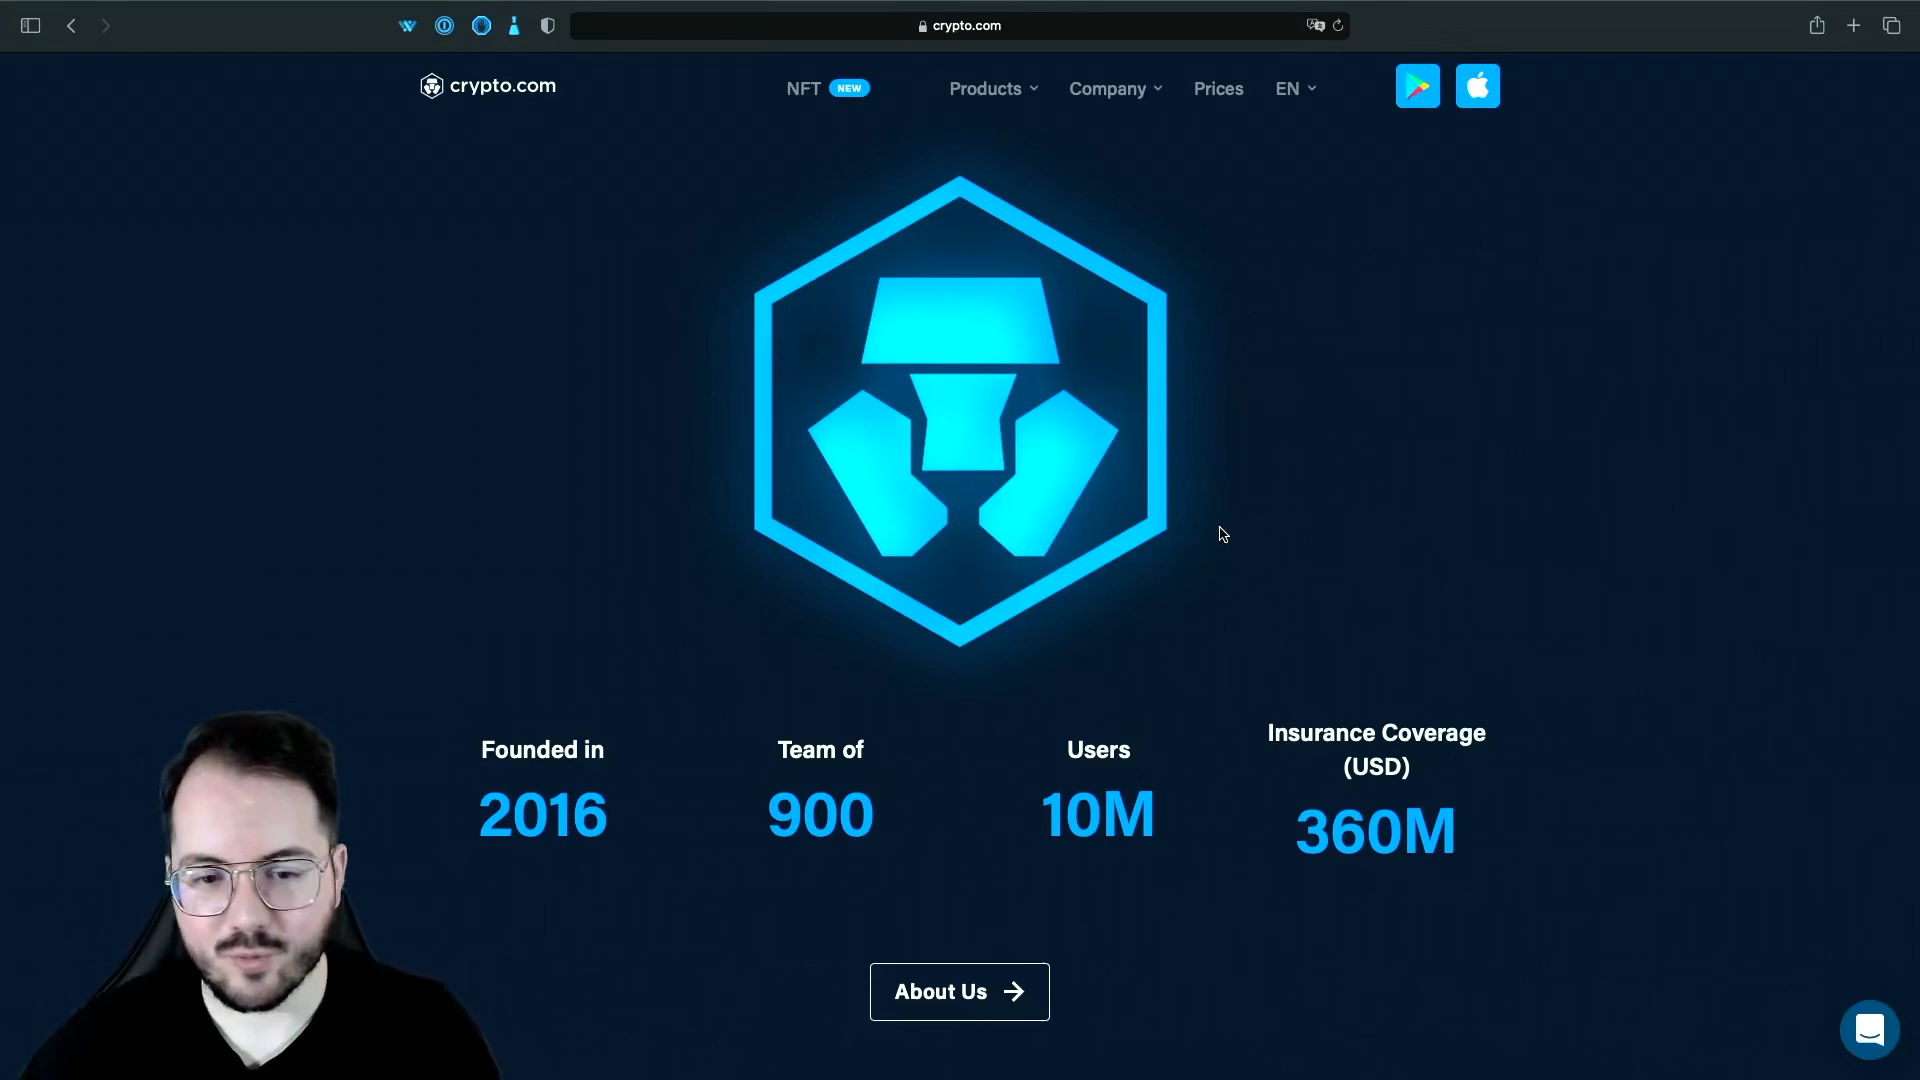 crypto.com
crypto.com
NFT NEW
Products
Company
Prices
EN
Founded in
2016
Team of
900
Users
10M
Insurance Coverage
(USD)
360M
About Us